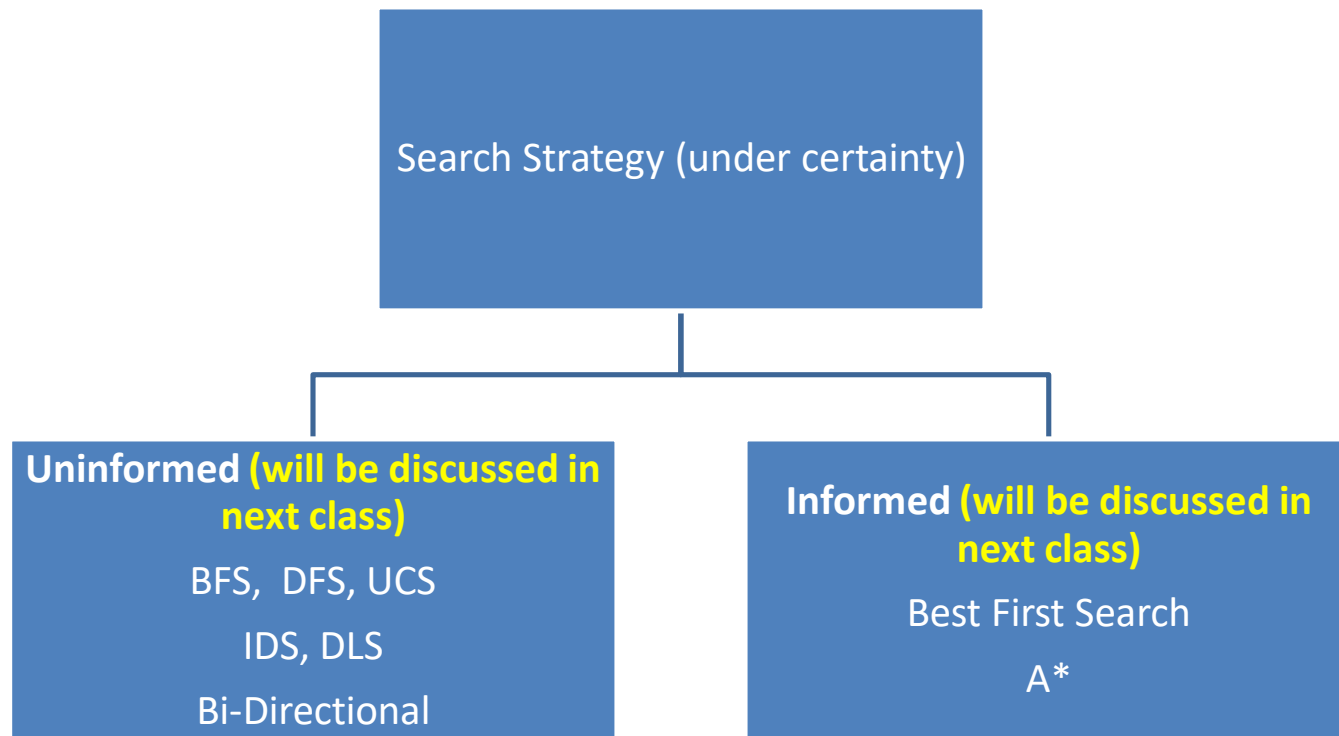 Search Strategy (under certainty)
Uninformed (will be discussed in
next class)
BFS, DFS, UCS
IDS, DLS
Bi-Directional
Informed (will be discussed in
next class)
Best First Search
A*